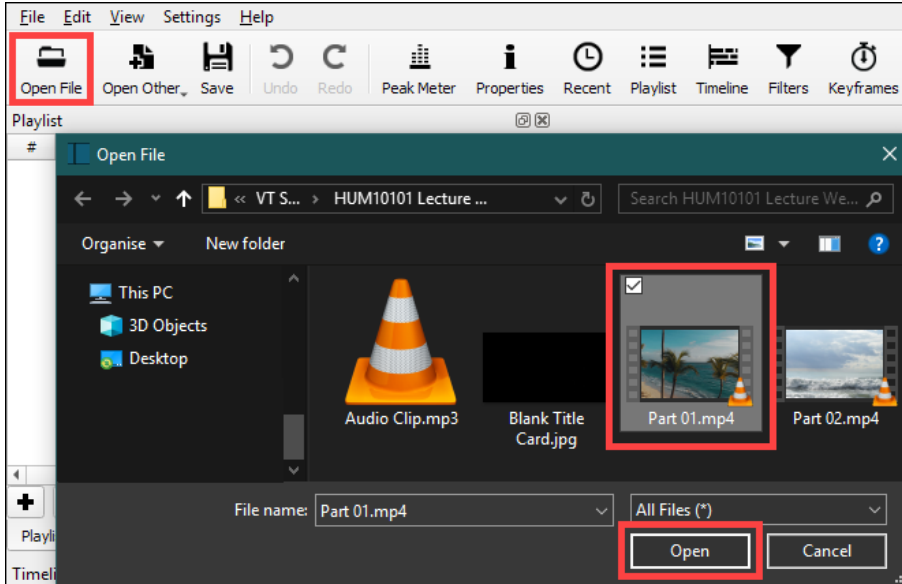 File Edit View Settings Help
Open File Open Other Save Undo Redo Peak Meter Properties Recent Playlist Timeline Filters Keyframes
Playlist
#
Open File
« VT S... › HUM10101 Lecture ...
Search HUM10101 Lecture We...
Organise New folder
This PC
3D Objects
Desktop
Audio Clip.mp3
Blank Title
Card.jpg
Part 01.mp4
Part 02.mp4
File name: Part 01.mp4
All Files (*)
Open Cancel
Playli
Timeli